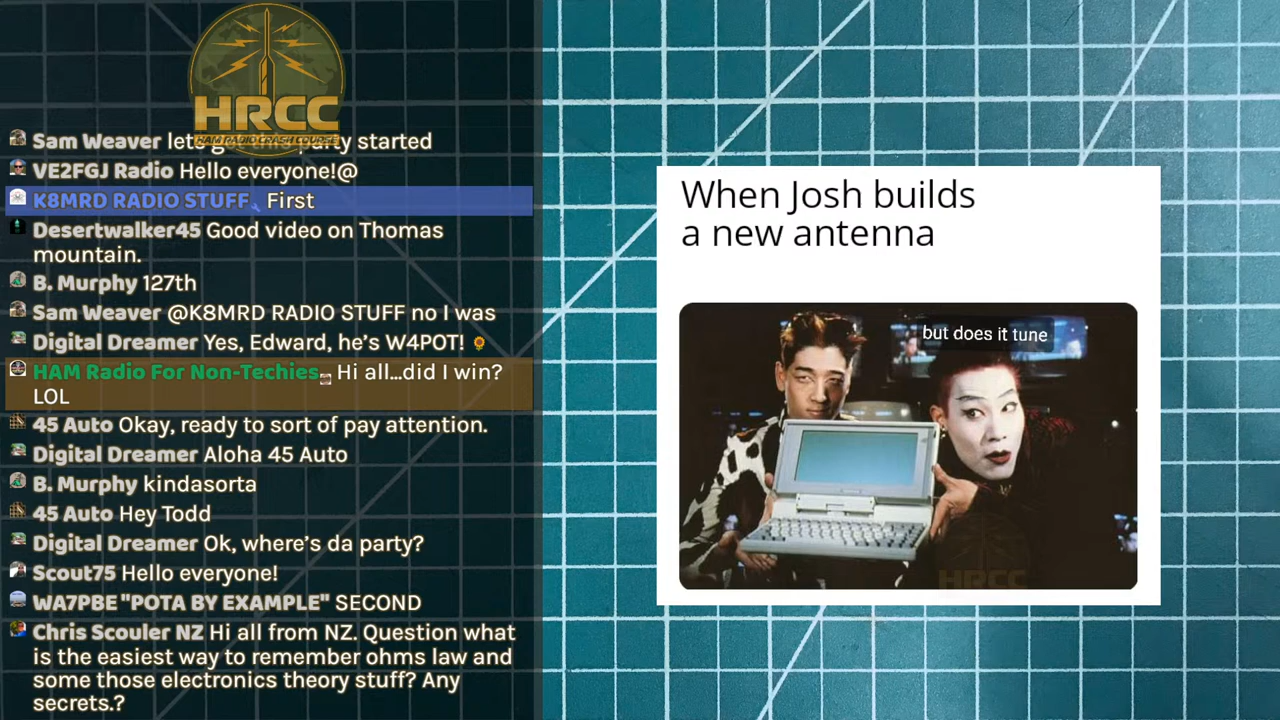 HRCC
HAM RADIO CRASH COURSE
Sam Weaver lets get this party started
VE2FGJ Radio Hello everyone!@
K8MRD RADIO STUFF First
Desertwalker45 Good video on Thomas
mountain.
B. Murphy 127th
Sam Weaver @K8MRD RADIO STUFF no I was
Digital Dreamer Yes, Edward, he's W4POT! 🌻
HAM Radio For Non-Techies Hi all...did I win?
LOL
45 Auto Okay, ready to sort of pay attention.
Digital Dreamer Aloha 45 Auto
B. Murphy kindasorta
45 Auto Hey Todd
Digital Dreamer Ok, where's da party?
Scout75 Hello everyone!
WA7PBE "POTA BY EXAMPLE" SECOND
Chris Scouler NZ Hi all from NZ. Question what
is the easiest way to remember ohms law and
some those electronics theory stuff? Any
secrets.?
When Josh builds
a new antenna
but does it tune
HRCC